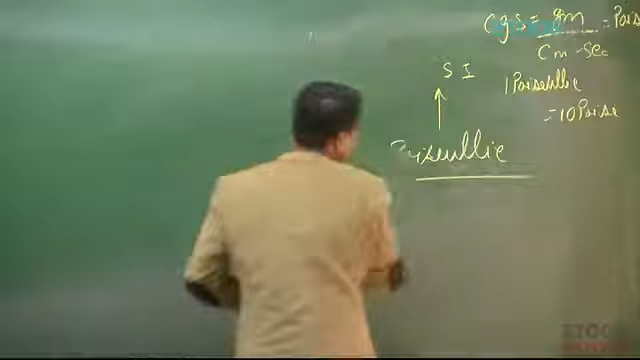 CgS = gm = Pois
Cm-Sec
S I
1 Poiseullie
= 10 Poise
Poiseullie